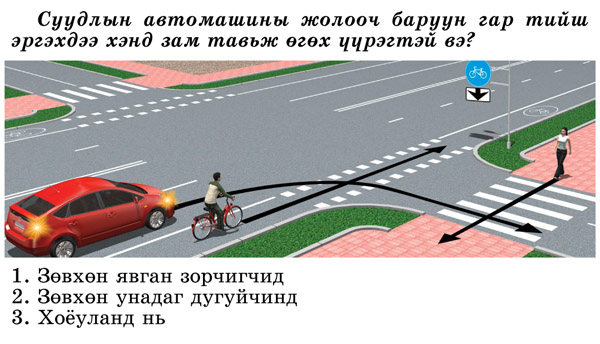 Суудлын автомашины жолооч баруун гар тийш
эргэхдээ хэнд зам тавьж өгөх үүрэгтэй вэ?
1. Зөвхөн явган зорчигчид
2. Зөвхөн унадаг дугуйчинд
3. Хоёуланд нь